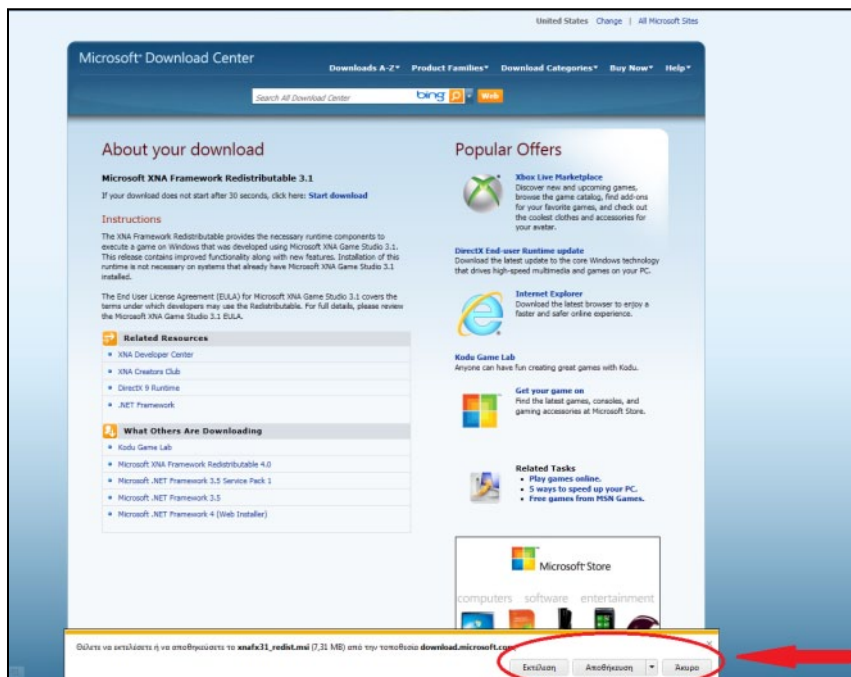 United States Change | All Microsoft Sites
Microsoft Download Center
Downloads A-Z Product Families Download Categories Buy Now Help
Search All Download Center bing Web
About your download
Microsoft XNA Framework Redistributable 3.1
If your download does not start after 30 seconds, click here: Start download
Instructions
The XNA Framework Redistributable provides the necessary runtime components to
execute a game on Windows that was developed using Microsoft XNA Game Studio 3.1.
This release contains improved functionality along with new features. Installation of this
runtime is not necessary on systems that already have Microsoft XNA Game Studio 3.1
installed.
The End User License Agreement (EULA) for Microsoft XNA Game Studio 3.1 covers the
terms under which developers may use the Redistributable. For full details, please review
the Microsoft XNA Game Studio 3.1 EULA.
Related Resources
XNA Developer Center
XNA Creators Club
DirectX 9 Runtime
.NET Framework
What Others Are Downloading
Kodu Game Lab
Microsoft XNA Framework Redistributable 4.0
Microsoft .NET Framework 3.5 Service Pack 1
Microsoft .NET Framework 3.5
Microsoft .NET Framework 4 (Web Installer)
Popular Offers
Xbox Live Marketplace
Discover new and upcoming games,
browse the game catalog, find add-ons
for your favorite games, and check out
the coolest clothes and accessories for
your avatar.
DirectX End-user Runtime update
Download the latest update to the core Windows technology
that drives high-speed multimedia and games on your PC.
Internet Explorer
Download the latest browser to enjoy a
faster and safer online experience.
Kodu Game Lab
Anyone can have fun creating great games with Kodu.
Get your game on
Find the latest games, consoles, and
gaming accessories at Microsoft Store.
Related Tasks
• Play games online.
• 5 ways to speed up your PC.
• Free games from MSN Games.
Microsoft Store
computers software entertainment
Θέλετε να εκτελέσετε ή να αποθηκεύσετε το xnafx31_redist.msi (7,31 MB) από την τοποθεσία download.microsoft.com
Εκτέλεση Αποθήκευση Άκυρο